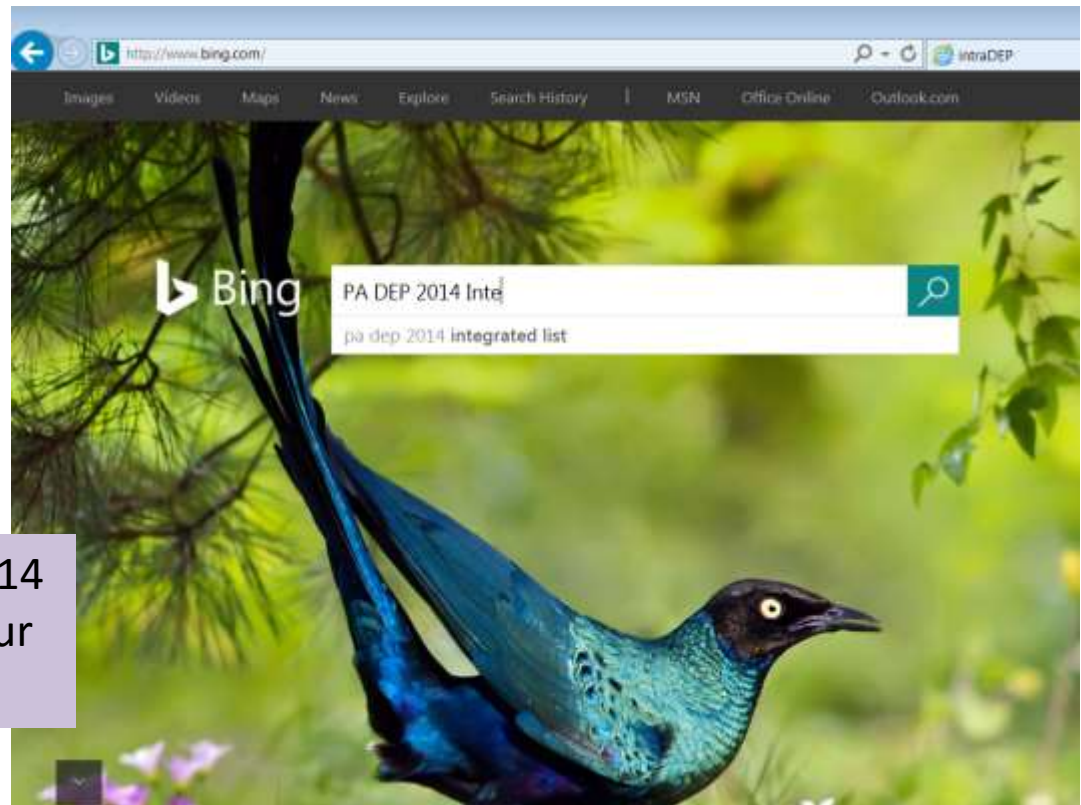 http://www.bing.com/ intraDEP
Images Videos Maps News Explore Search History | MSN Office Online Outlook.com
Bing PA DEP 2014 Inte
pa dep 2014 integrated list
14
ur